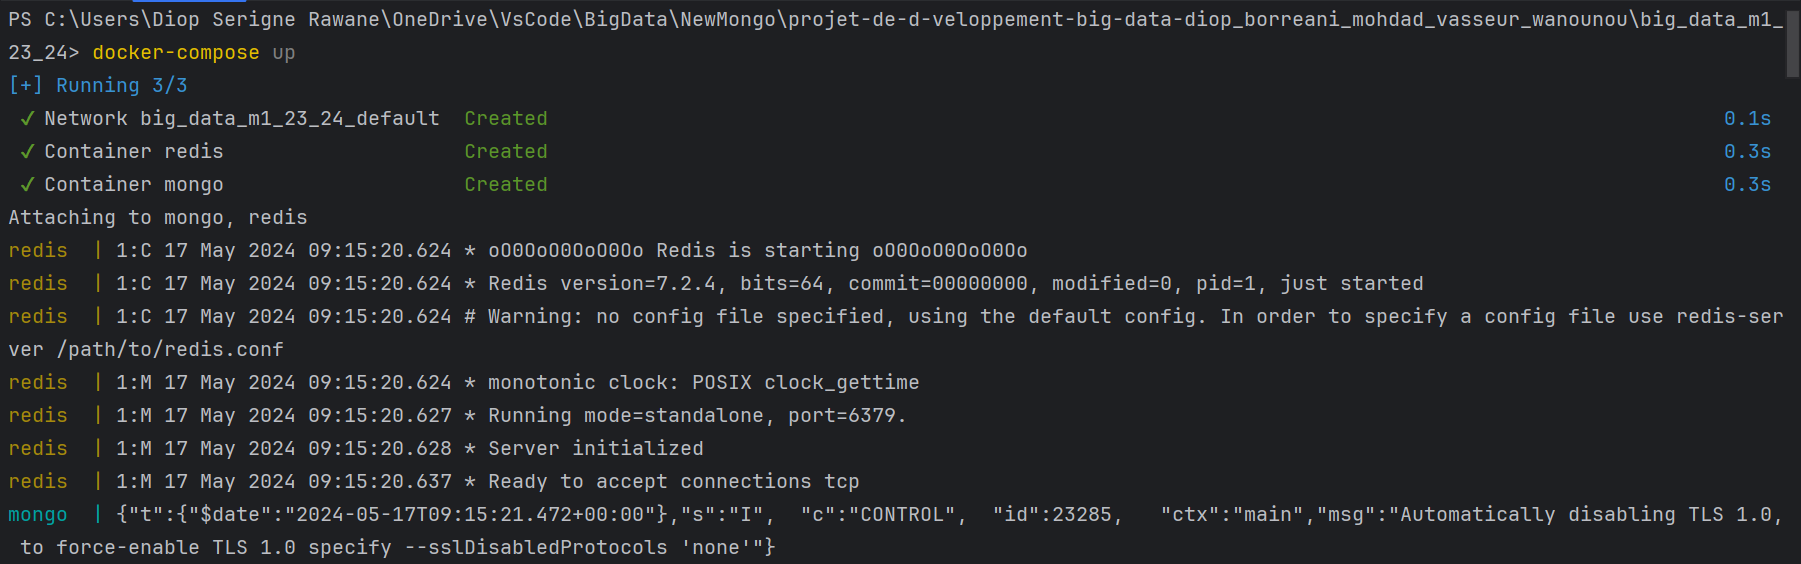 PS C:\Users\Diop Serigne Rawane\OneDrive\VsCode\BigData\NewMongo\projet-de-d-veloppement-big-data-diop_borreani_mohdad_vasseur_wanounou\big_data_m1_
23_24> docker-compose up
[+] Running 3/3
✓ Network big_data_m1_23_24_default Created 0.1s
✓ Container redis Created 0.3s
✓ Container mongo Created 0.3s
Attaching to mongo, redis
redis | 1:C 17 May 2024 09:15:20.624 * oO0OoO0OoO0Oo Redis is starting oO0OoO0OoO0Oo
redis | 1:C 17 May 2024 09:15:20.624 * Redis version=7.2.4, bits=64, commit=00000000, modified=0, pid=1, just started
redis | 1:C 17 May 2024 09:15:20.624 # Warning: no config file specified, using the default config. In order to specify a config file use redis-ser
ver /path/to/redis.conf
redis | 1:M 17 May 2024 09:15:20.624 * monotonic clock: POSIX clock_gettime
redis | 1:M 17 May 2024 09:15:20.627 * Running mode=standalone, port=6379.
redis | 1:M 17 May 2024 09:15:20.628 * Server initialized
redis | 1:M 17 May 2024 09:15:20.637 * Ready to accept connections tcp
mongo | {"t":{"$date":"2024-05-17T09:15:21.472+00:00"},"s":"I", "c":"CONTROL", "id":23285, "ctx":"main","msg":"Automatically disabling TLS 1.0,
to force-enable TLS 1.0 specify --sslDisabledProtocols 'none'"}